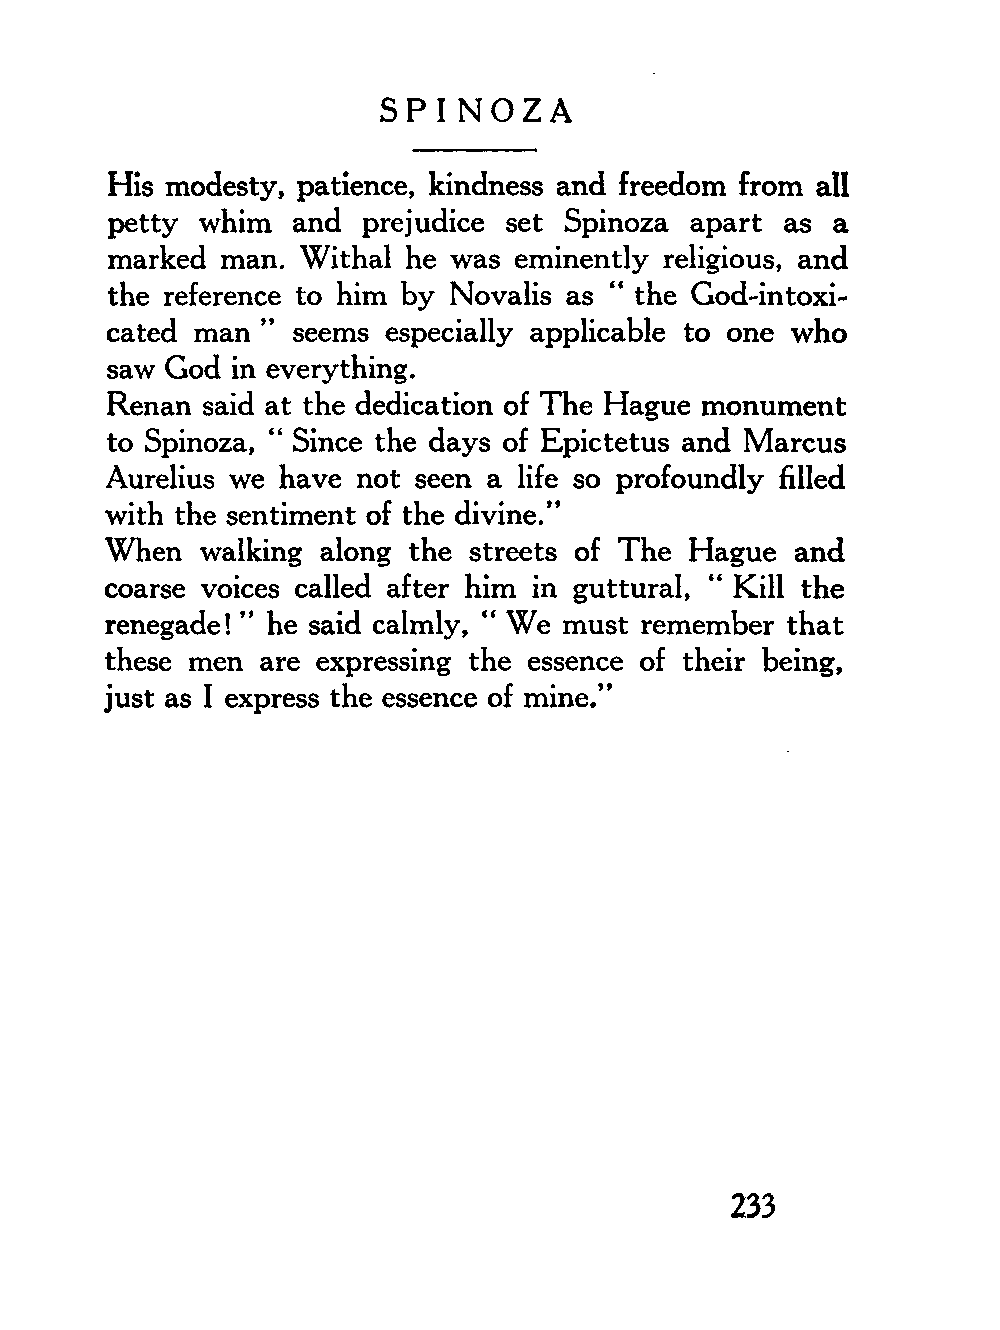 SPINOZA
His modesty, patience, kindness and freedom from all
petty whim and prejudice set Spinoza apart as a
marked man. Withal he was eminently religious, and
the reference to him by Novalis as “ the God-intoxi-
cated man ” seems especially applicable to one who
saw God in everything.
Renan said at the dedication of The Hague monument
to Spinoza, “ Since the days of Epictetus and Marcus
Aurelius we have not seen a life so profoundly filled
with the sentiment of the divine.”
When walking along the streets of The Hague and
coarse voices called after him in guttural, “ Kill the
renegade! ” he said calmly, “ We must remember that
these men are expressing the essence of their being,
just as I express the essence of mine.”
233